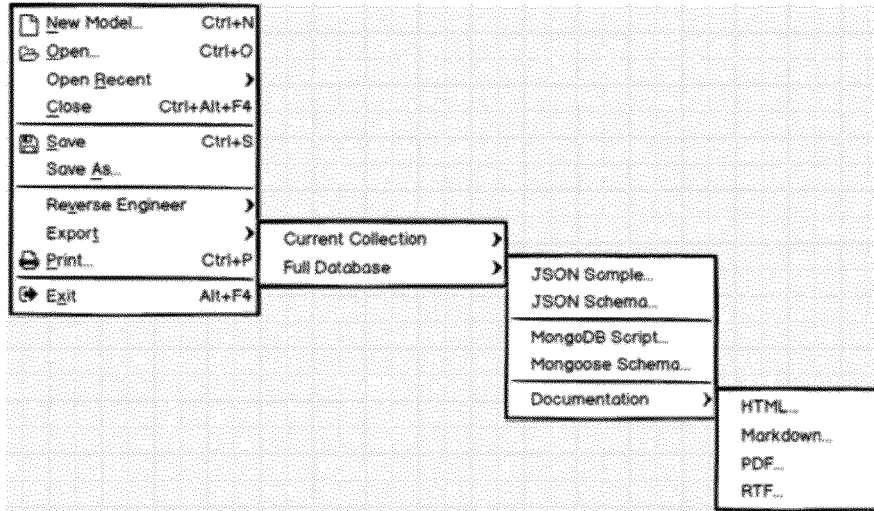 New Model... Ctrl+N
Open... Ctrl+O
Open Recent
Close Ctrl+Alt+F4
Save Ctrl+S
Save As...
Reverse Engineer
Export
Print... Ctrl+P
Exit Alt+F4
Current Collection
Full Database
JSON Sample...
JSON Schema...
MongoDB Script...
Mongoose Schema...
Documentation
HTML...
Markdown...
PDF...
RTF...